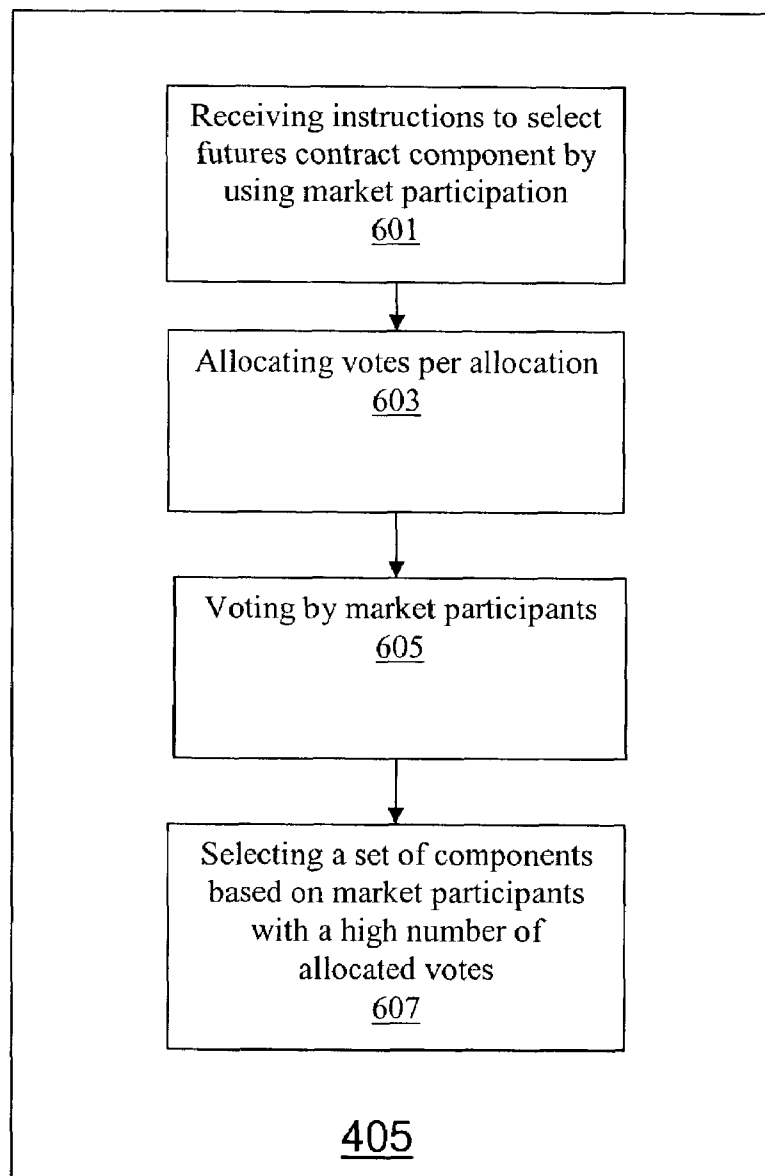 Receiving instructions to select
futures contract component by
using market participation
601
Allocating votes per allocation
603
Voting by market participants
605
Selecting a set of components
based on market participants
with a high number of
allocated votes
607
405